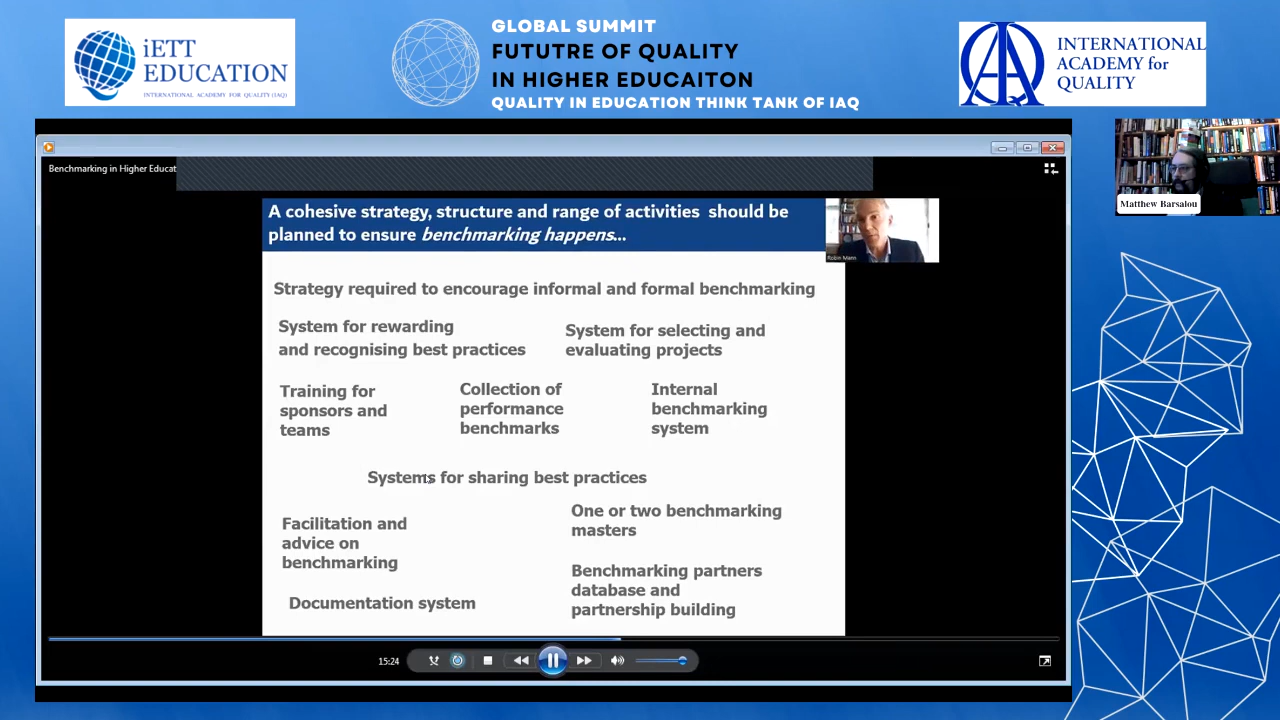 iETT
EDUCATION
INTERNATIONAL ACADEMY FOR QUALITY (IAQ)
GLOBAL SUMMIT
FUTUTRE OF QUALITY
IN HIGHER EDUCAITON
QUALITY IN EDUCATION THINK TANK OF IAQ
INTERNATIONAL
ACADEMY for
QUALITY
Matthew Barsalou
Benchmarking in Higher Educat
A cohesive strategy, structure and range of activities should be
planned to ensure benchmarking happens...
Robin Mann
Strategy required to encourage informal and formal benchmarking
System for rewarding
and recognising best practices
System for selecting and
evaluating projects
Training for
sponsors and
teams
Collection of
performance
benchmarks
Internal
benchmarking
system
Systems for sharing best practices
Facilitation and
advice on
benchmarking
One or two benchmarking
masters
Documentation system
Benchmarking partners
database and
partnership building
15:24